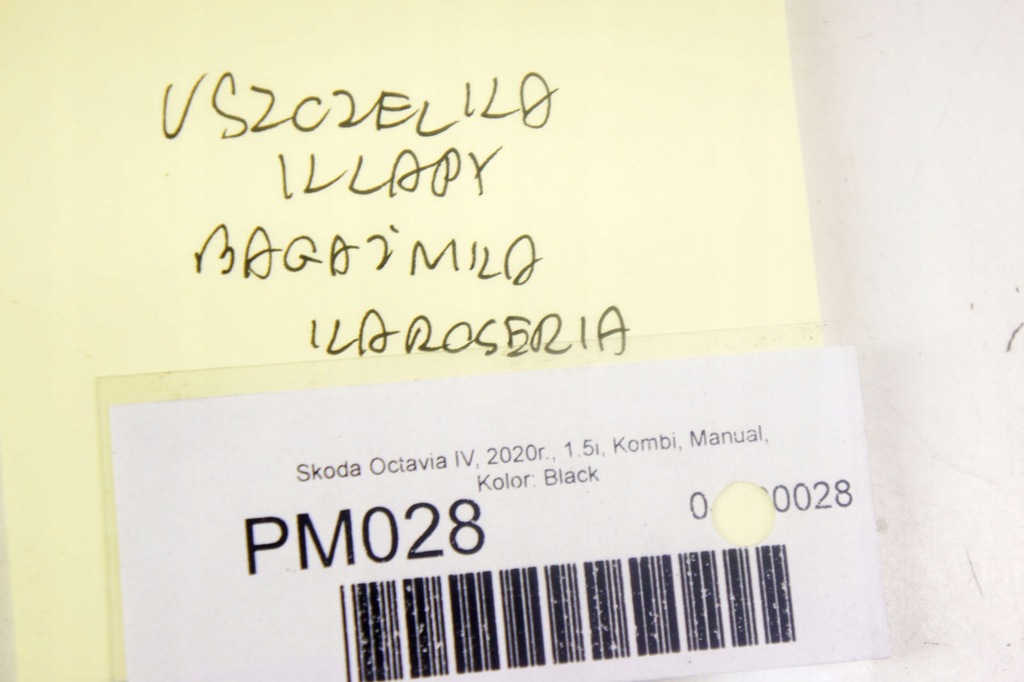 USZCZELKA
KLAPY
BAGAŻNIKA
KAROSERIA
Skoda Octavia IV, 2020r., 1.5i, Kombi, Manual,
Kolor: Black
PM028